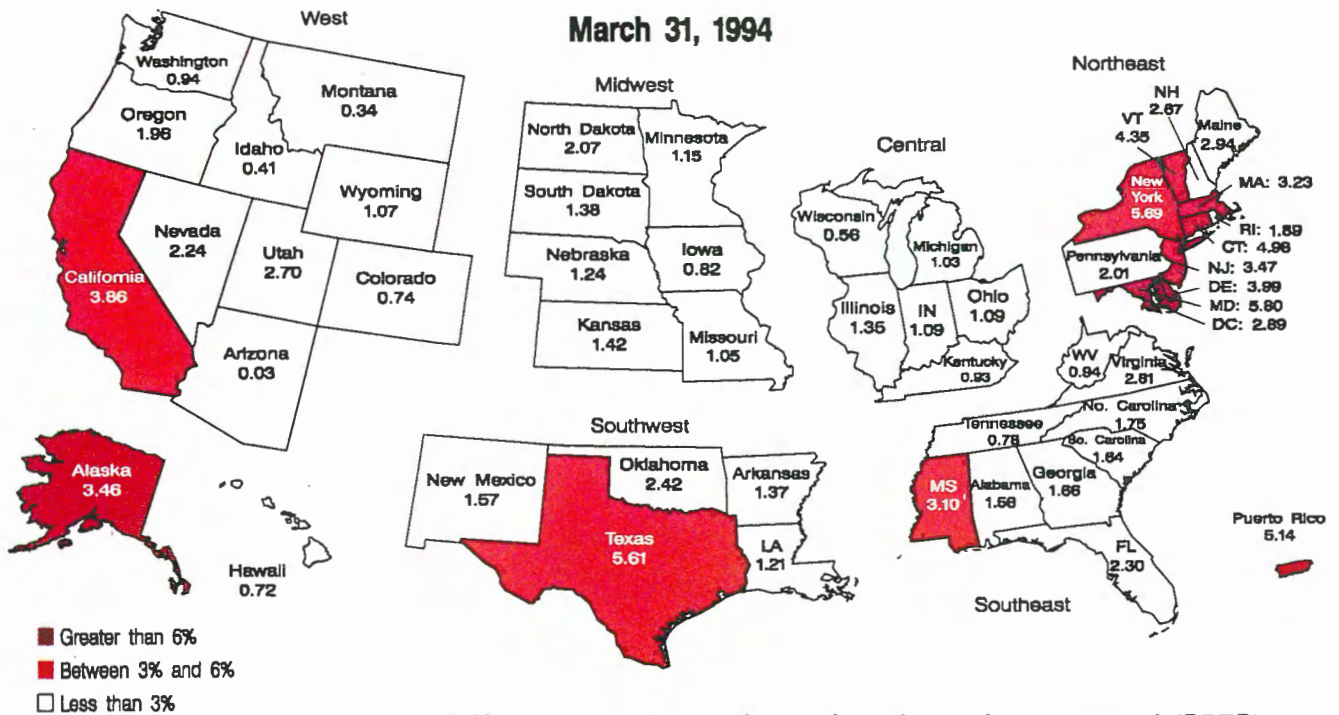 March 31, 1994
West
Washington
0.94
Oregon
1.96
Montana
0.34
Idaho
0.41
Wyoming
1.07
Nevada
2.24
Utah
2.70
Colorado
0.74
California
3.86
Arizona
0.03
Alaska
3.46
Hawaii
0.72
Midwest
North Dakota
2.07
Minnesota
1.15
South Dakota
1.38
Nebraska
1.24
Iowa
0.82
Kansas
1.42
Missouri
1.05
Central
Wisconsin
0.56
Michigan
1.03
Illinois
1.35
IN
1.09
Ohio
1.09
Kentucky
0.93
Northeast
NH
2.67
VT
4.35
Maine
2.94
New
York
5.69
MA: 3.23
RI: 1.89
CT: 4.98
Pennsylvania
2.01
NJ: 3.47
DE: 3.99
MD: 5.80
DC: 2.89
Southwest
New Mexico
1.57
Oklahoma
2.42
Arkansas
1.37
Texas
5.61
LA
1.21
WV
0.94
Virginia
2.81
No. Carolina
1.75
Tennessee
0.78
So. Carolina
1.64
MS
3.10
Alabama
1.56
Georgia
1.66
FL
2.30
Southeast
Puerto Rico
5.14
Greater than 6%
Between 3% and 6%
Less than 3%